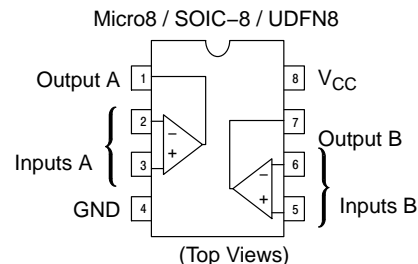 Micro8 / SOIC−8 / UDFN8
Output A 1 8 VCC
2 7
− Output B
Inputs A + − 6
3 +
GND 4 5 Inputs B
(Top Views)